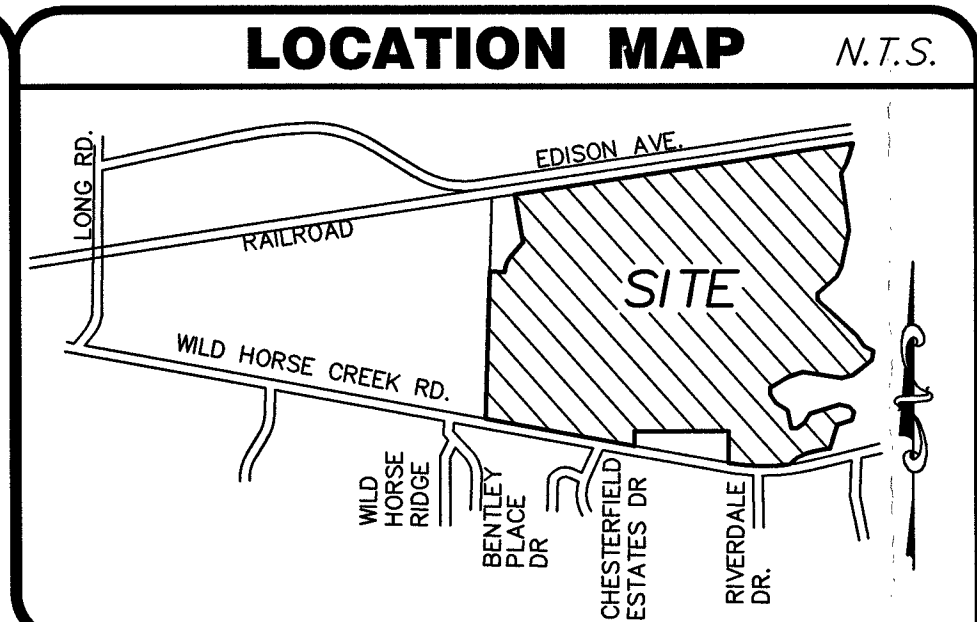 LOCATION MAP
N.T.S.
LONG RD.
EDISON AVE.
RAILROAD
SITE
WILD HORSE CREEK RD.
WILD
HORSE
RIDGE
BENTLEY
PLACE
DR
CHESTERFIELD
ESTATES DR
RIVERDALE
DR.